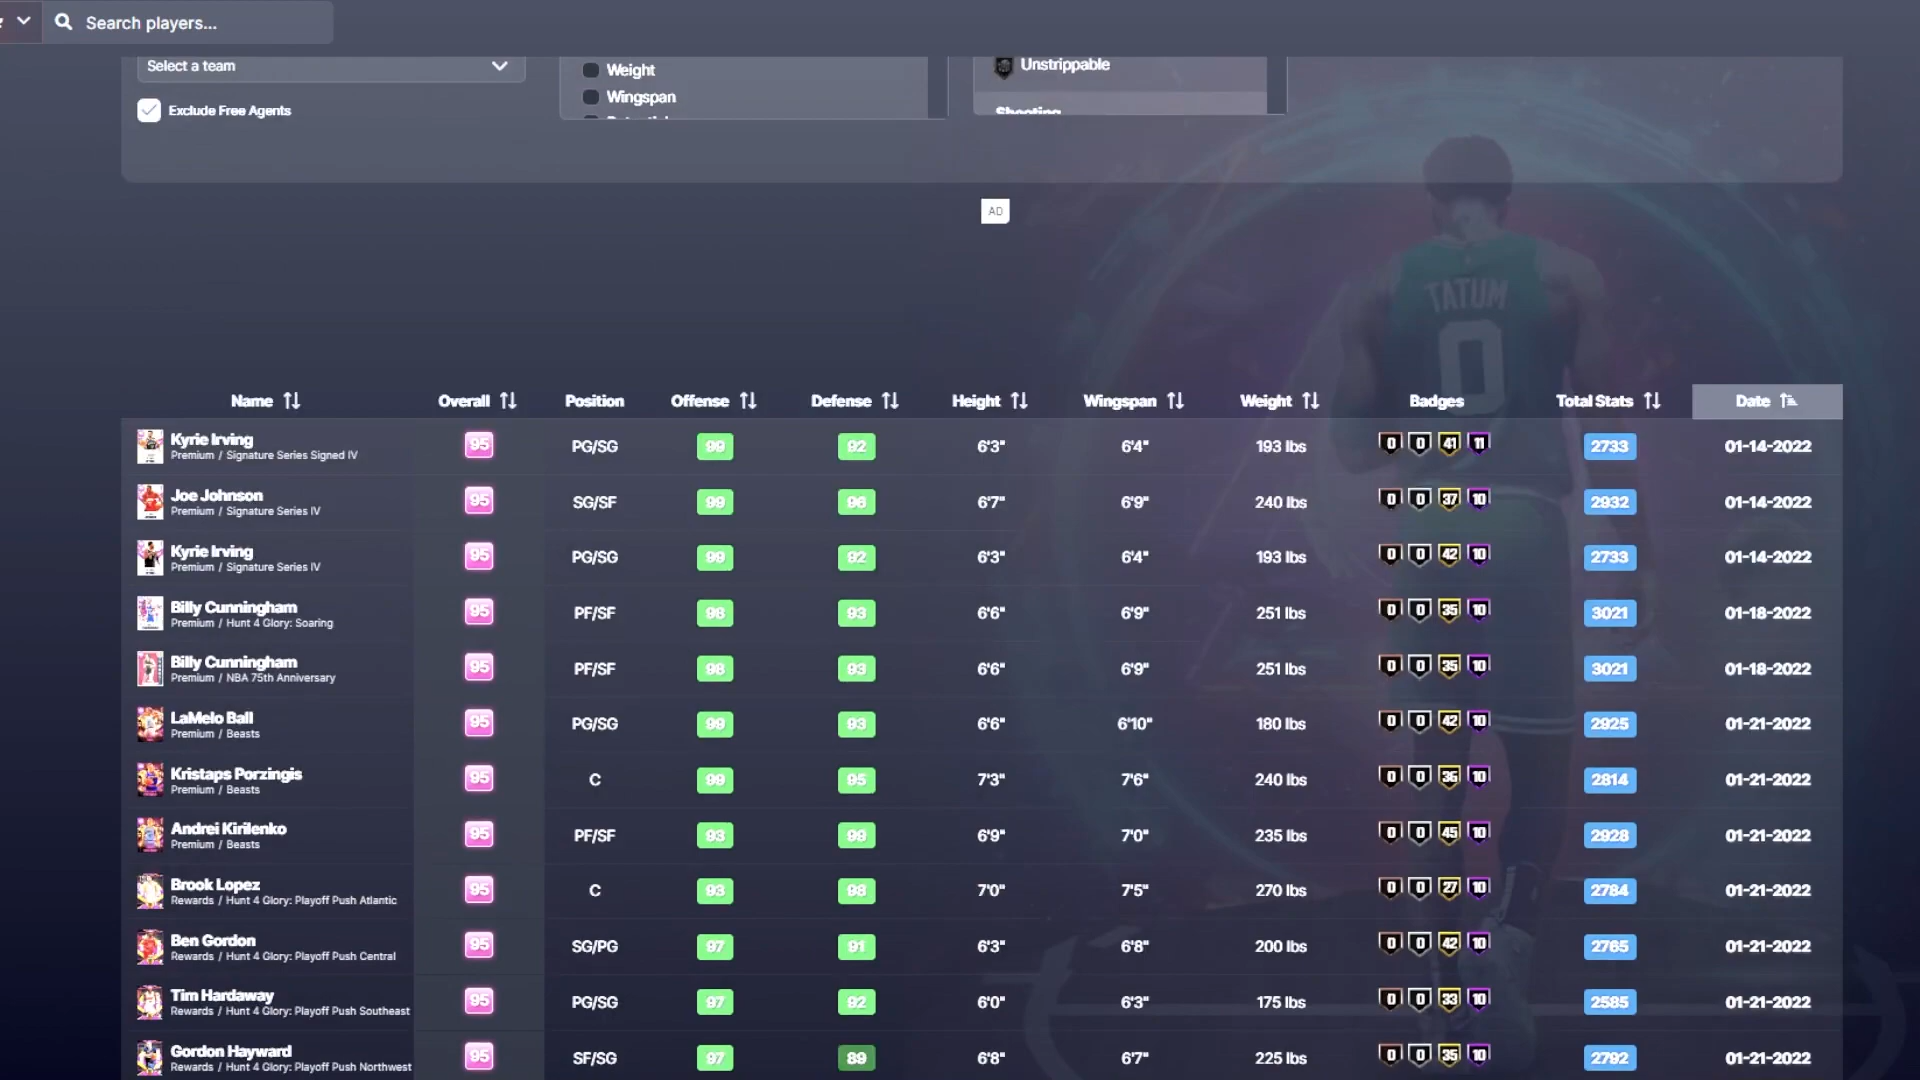 Search players...
Select a team
Weight
Unstrippable
Exclude Free Agents
Wingspan
Shooting
AD
TATUM
0
Name Overall Position Offense Defense Height Wingspan Weight Badges Total Stats Date
Kyrie Irving 95 PG/SG 99 92 6'3" 6'4" 193 lbs 0 0 41 11 2733 01-14-2022
Premium / Signature Series Signed IV
Joe Johnson 95 SG/SF 99 96 6'7" 6'9" 240 lbs 0 0 37 10 2932 01-14-2022
Premium / Signature Series IV
Kyrie Irving 95 PG/SG 99 92 6'3" 6'4" 193 lbs 0 0 42 10 2733 01-14-2022
Premium / Signature Series IV
Billy Cunningham 95 PF/SF 98 93 6'6" 6'9" 251 lbs 0 0 35 10 3021 01-18-2022
Premium / Hunt 4 Glory: Soaring
Billy Cunningham 95 PF/SF 98 93 6'6" 6'9" 251 lbs 0 0 35 10 3021 01-18-2022
Premium / NBA 75th Anniversary
LaMelo Ball 95 PG/SG 99 93 6'6" 6'10" 180 lbs 0 0 42 10 2925 01-21-2022
Premium / Beasts
Kristaps Porzingis 95 C 99 95 7'3" 7'6" 240 lbs 0 0 36 10 2814 01-21-2022
Premium / Beasts
Andrei Kirilenko 95 PF/SF 93 99 6'9" 7'0" 235 lbs 0 0 45 10 2928 01-21-2022
Premium / Beasts
Brook Lopez 95 C 93 98 7'0" 7'5" 270 lbs 0 0 27 10 2784 01-21-2022
Rewards / Hunt 4 Glory: Playoff Push Atlantic
Ben Gordon 95 SG/PG 97 91 6'3" 6'8" 200 lbs 0 0 42 10 2765 01-21-2022
Rewards / Hunt 4 Glory: Playoff Push Central
Tim Hardaway 95 PG/SG 97 92 6'0" 6'3" 175 lbs 0 0 33 10 2585 01-21-2022
Rewards / Hunt 4 Glory: Playoff Push Southeast
Gordon Hayward 95 SF/SG 97 89 6'8" 6'7" 225 lbs 0 0 35 10 2792 01-21-2022
Rewards / Hunt 4 Glory: Playoff Push Northwest